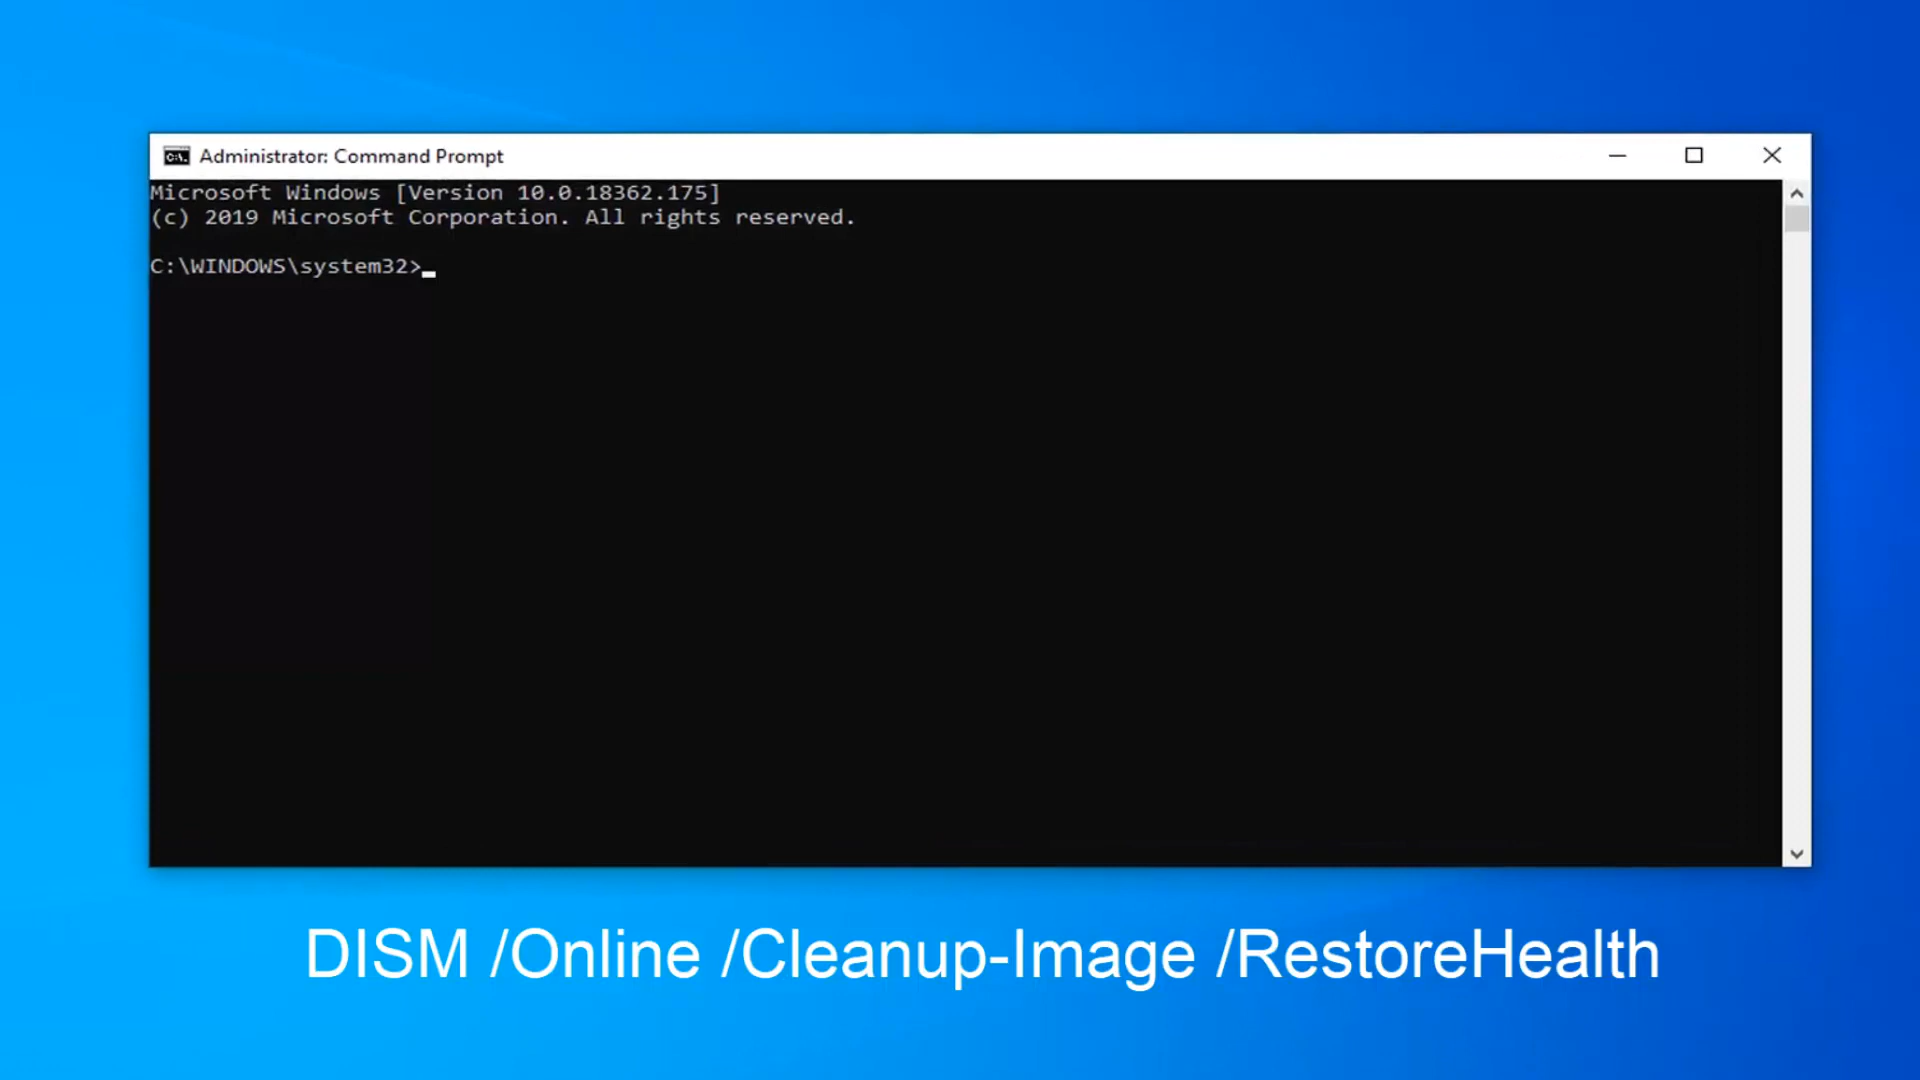 Administrator: Command Prompt
Microsoft Windows [Version 10.0.18362.175]
(c) 2019 Microsoft Corporation. All rights reserved.
C:\WINDOWS\system32>
DISM /Online /Cleanup-Image /RestoreHealth